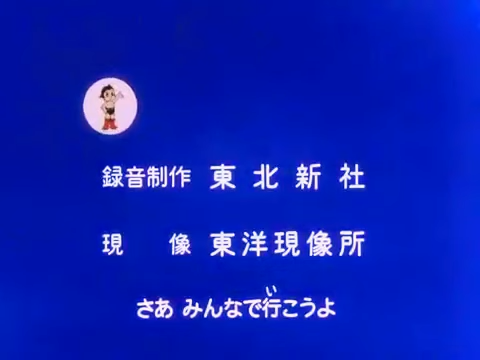 録音制作 東北新社
現 像 東洋現像所
い
さあ みんなで行こうよ